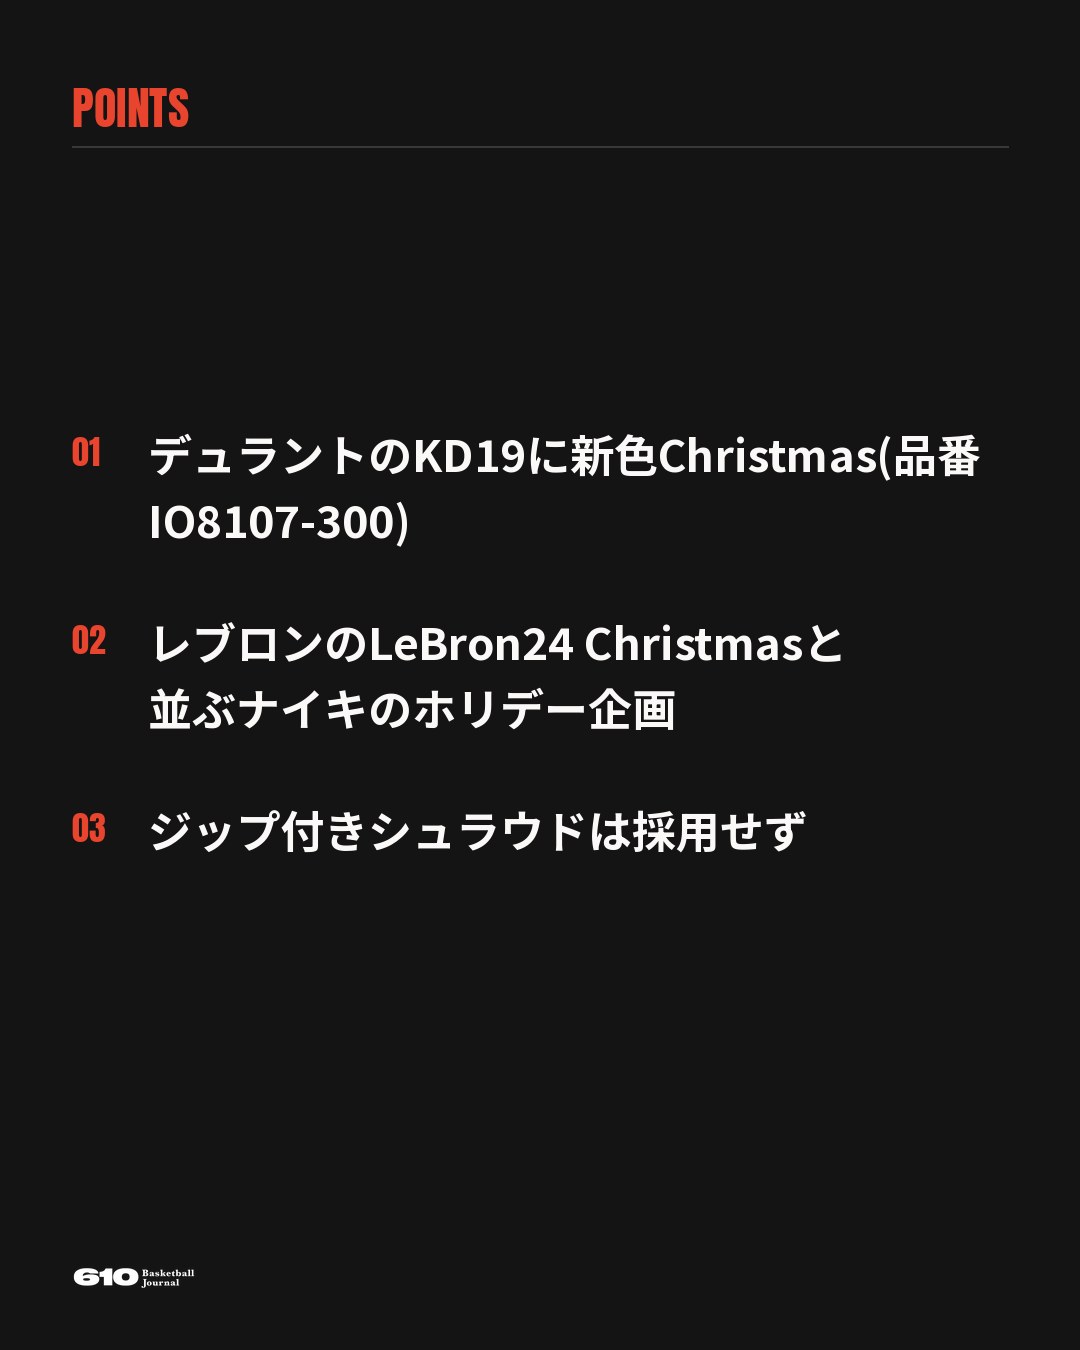 POINTS
01 デュラントのKD19に新色Christmas(品番
IO8107-300)
02 レブロンのLeBron24 Christmasと
並ぶナイキのホリデー企画
03 ジップ付きシュラウドは採用せず
610 Basketball
Journal